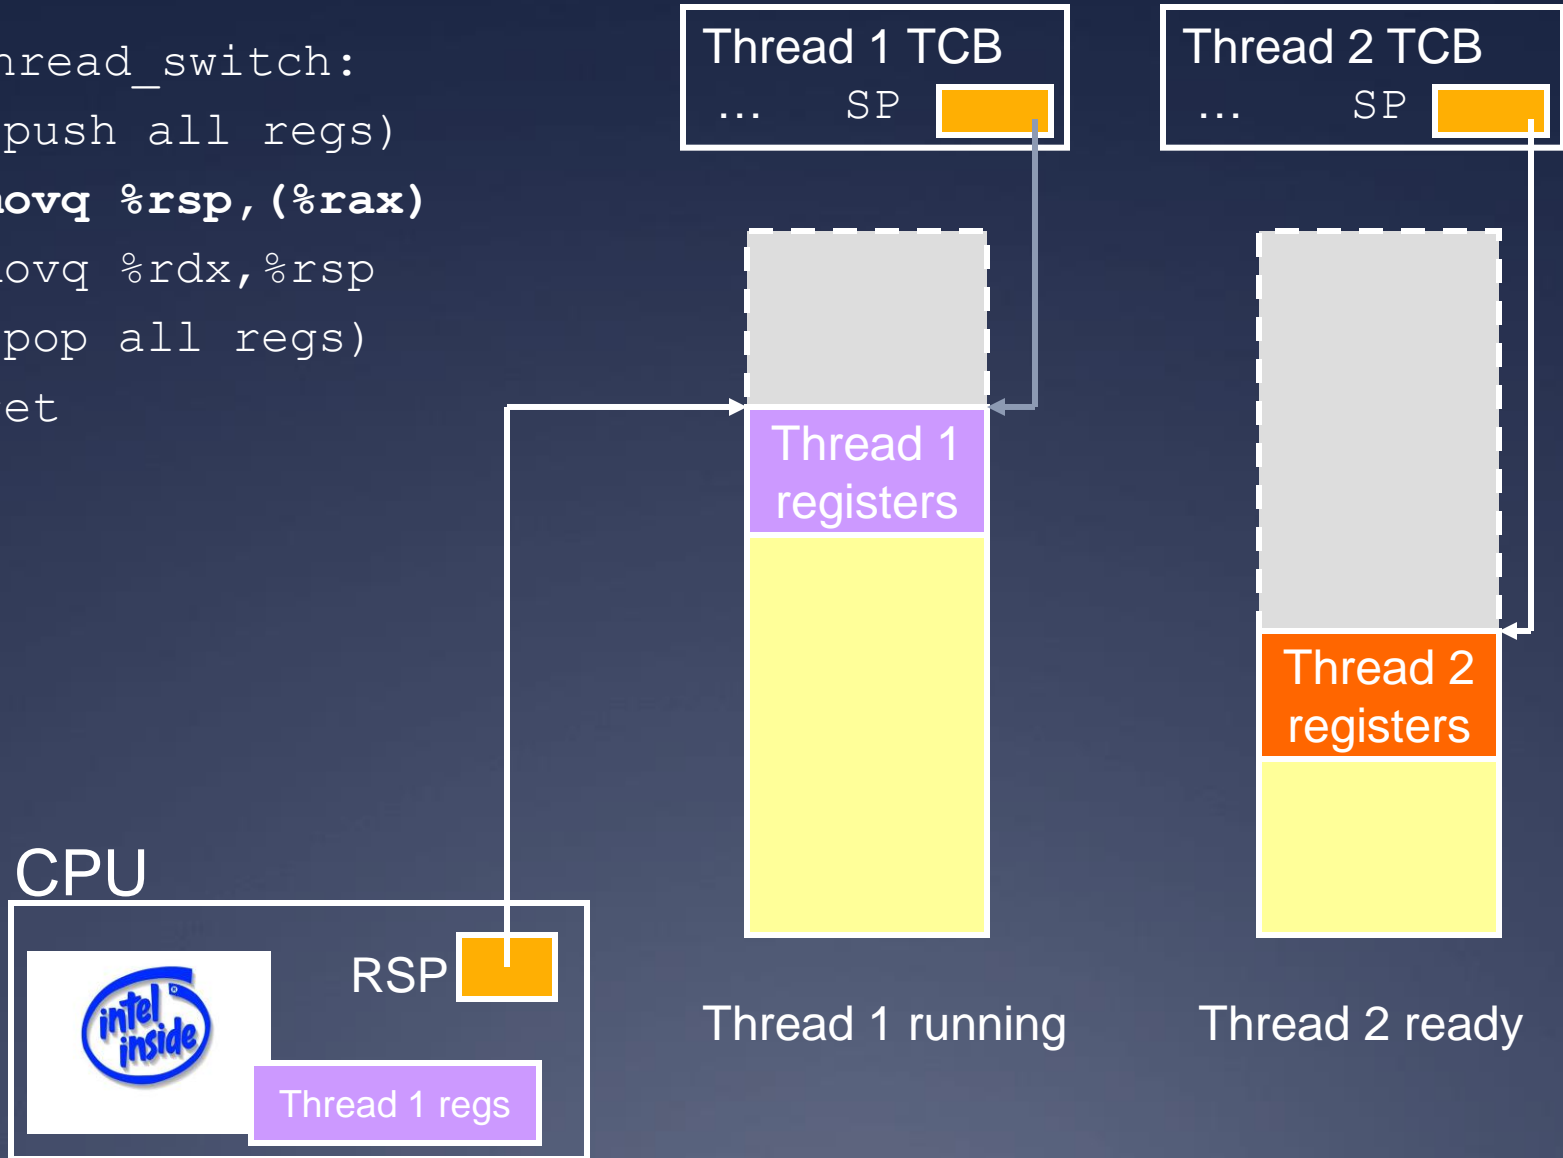 hread_switch:
push all regs)
ovq %rsp,(%rax)
ovq %rdx,%rsp
pop all regs)
et
Thread 1 TCB
... SP
Thread 2 TCB
... SP
Thread 1
registers
Thread 2
registers
CPU
RSP
intel
inside
®
Thread 1 regs
Thread 1 running
Thread 2 ready